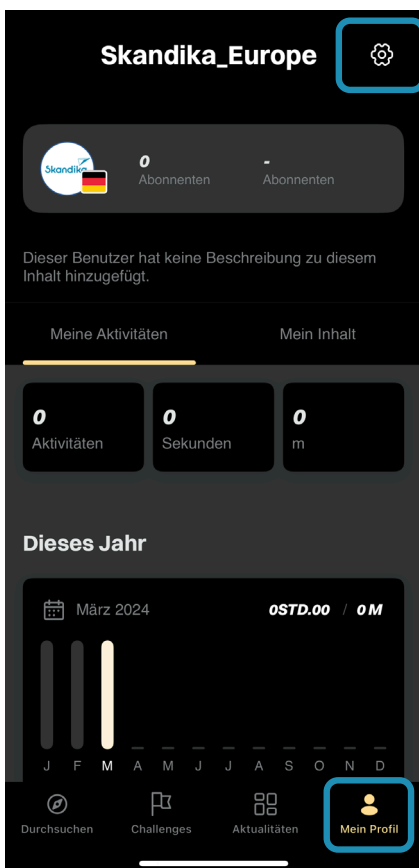 Skandika_Europe
Skandika
0
Abonnenten
-
Abonnenten
Dieser Benutzer hat keine Beschreibung zu diesem
Inhalt hinzugefügt.
Meine Aktivitäten
Mein Inhalt
0
Aktivitäten
0
Sekunden
0
m
Dieses Jahr
März 2024
0STD.00 / 0 M
J F M A M J J A S O N D
Durchsuchen
Challenges
Aktualitäten
Mein Profil